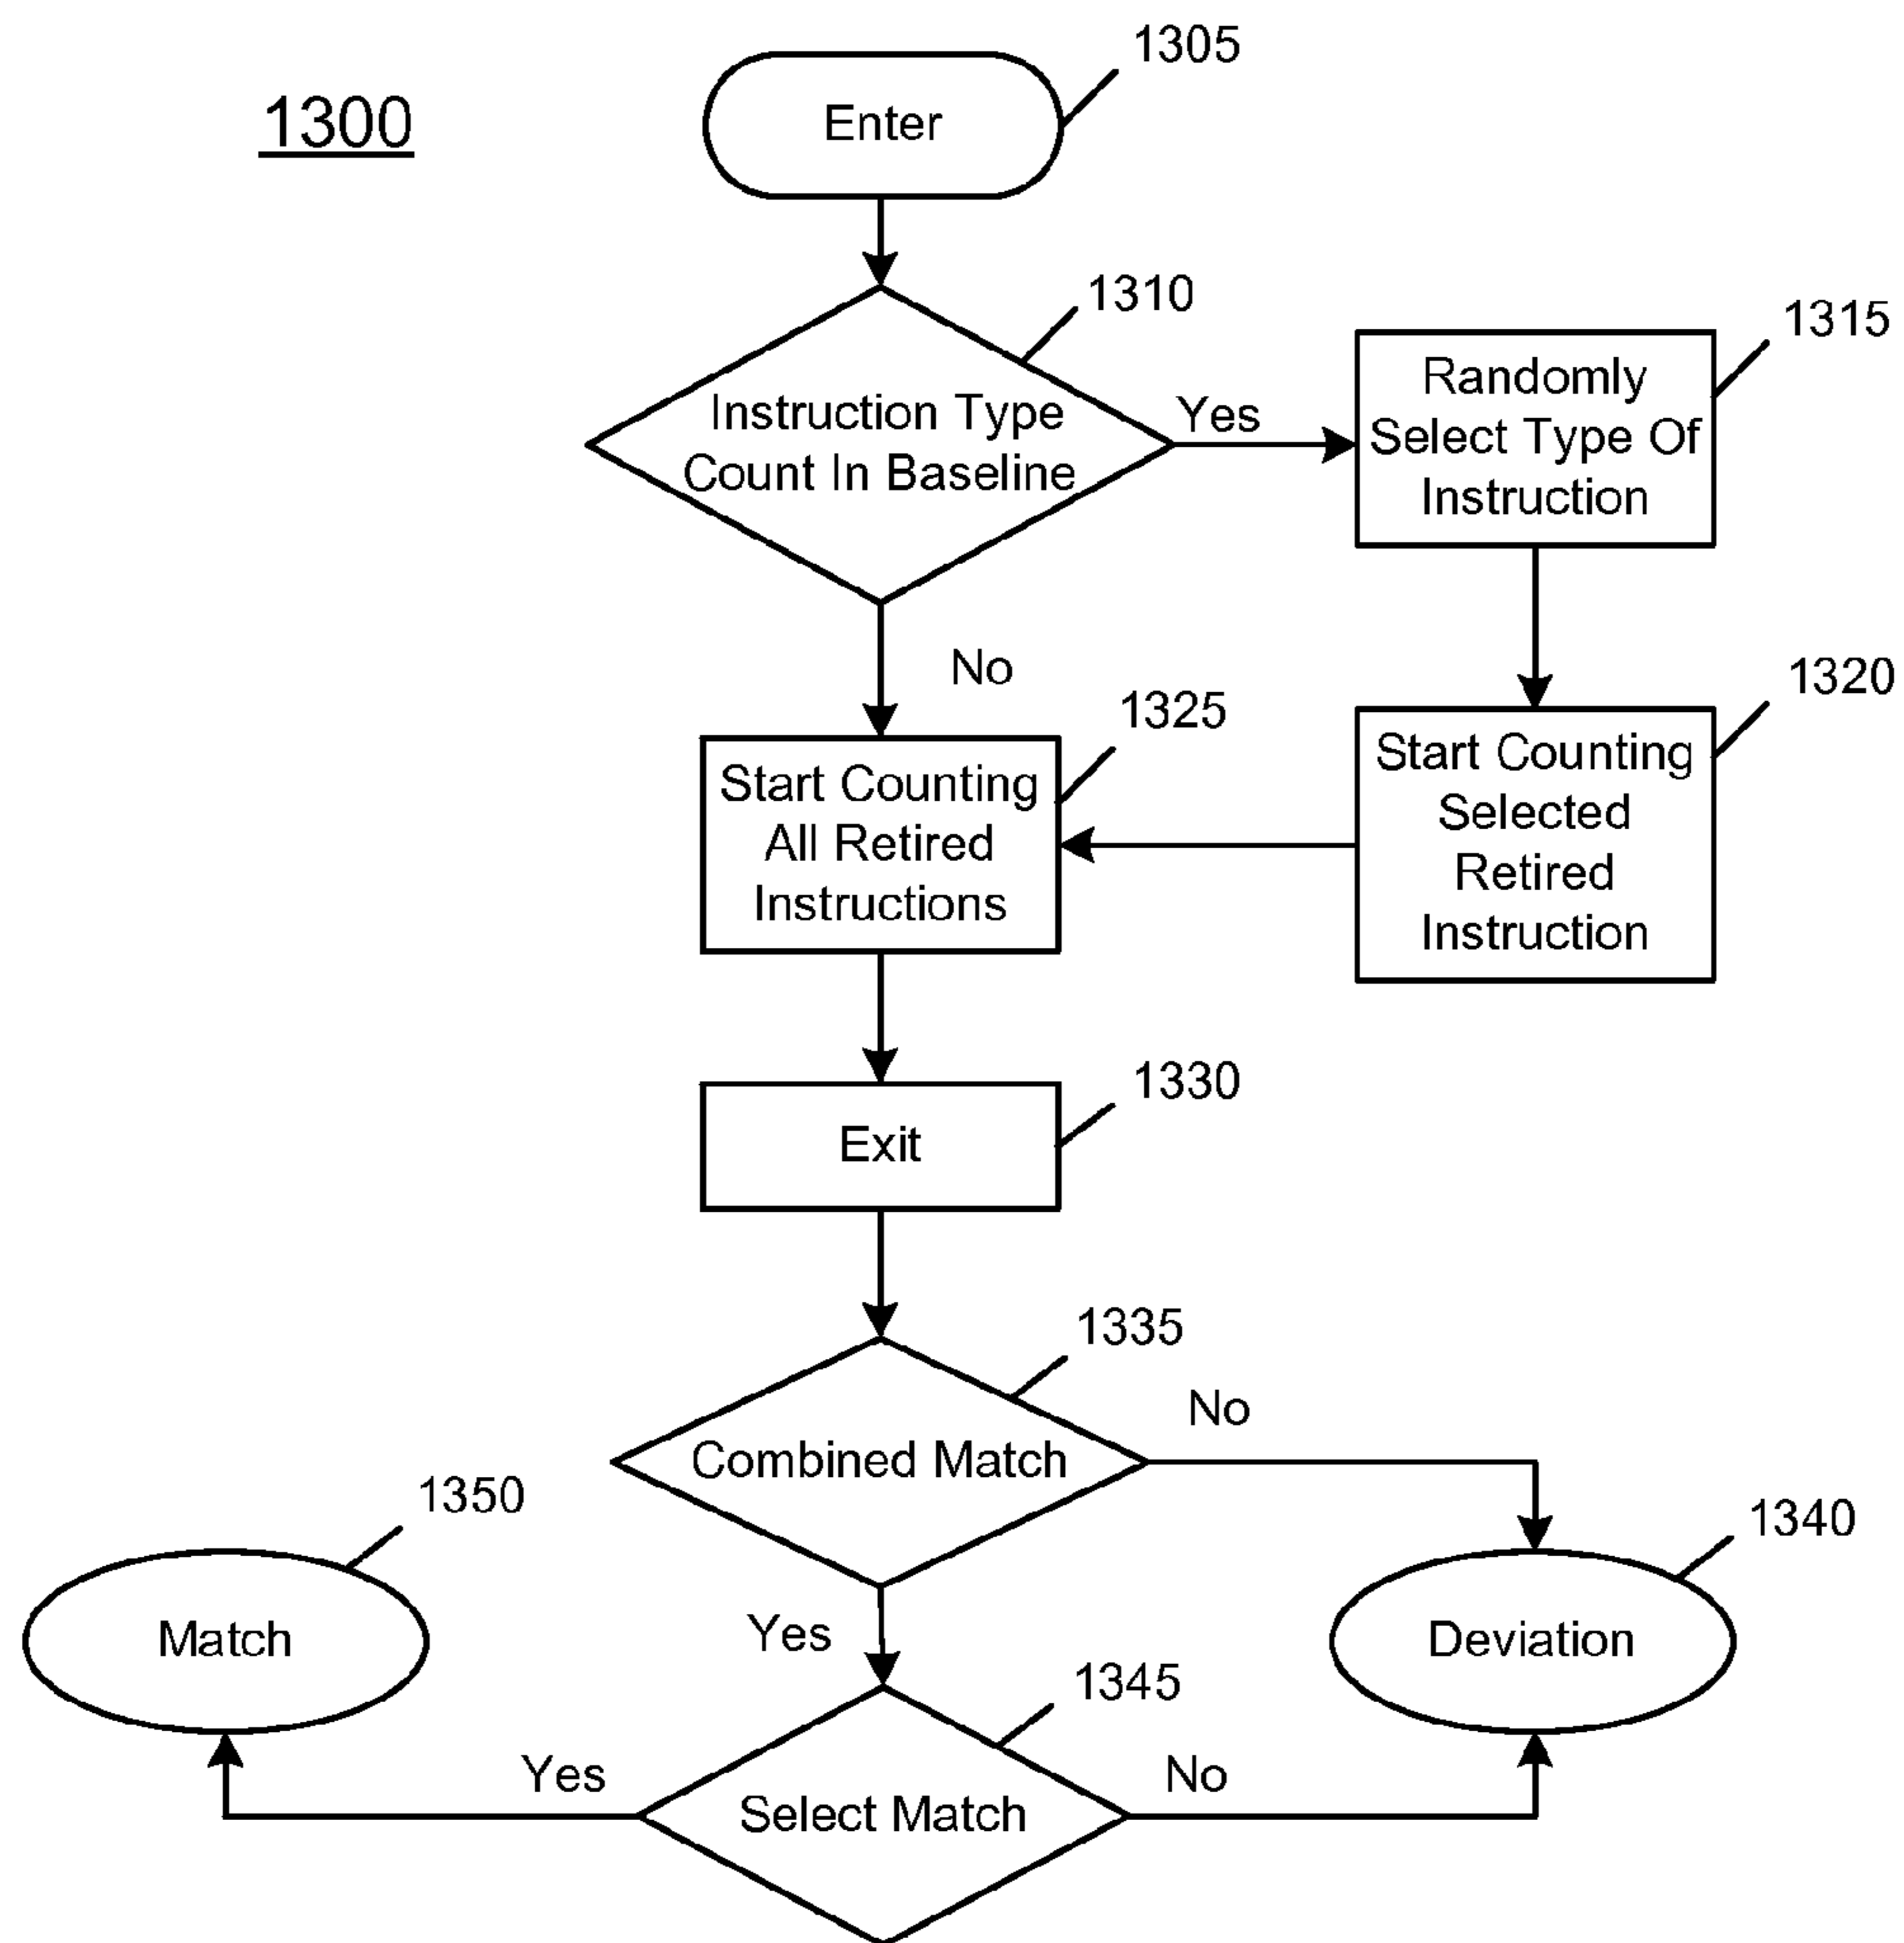 1300
1305
Enter
1310
Instruction Type
Count In Baseline
Yes
1315
Randomly
Select Type Of
Instruction
No
1320
Start Counting
Selected
Retired
Instruction
1325
Start Counting
All Retired
Instructions
1330
Exit
1335
Combined Match
No
1340
Deviation
Yes
1345
Select Match
No
Yes
1350
Match